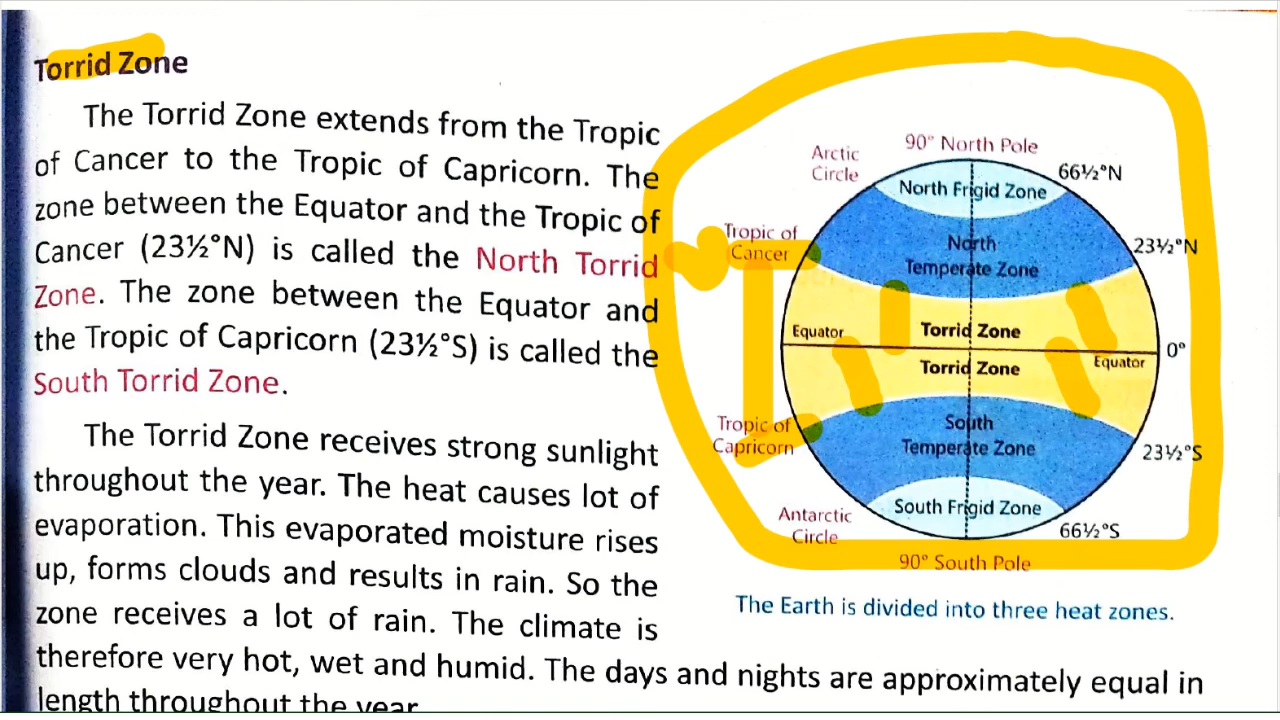 Torrid Zone
The Torrid Zone extends from the Tropic
of Cancer to the Tropic of Capricorn. The
zone between the Equator and the Tropic of
Cancer (23½°N) is called the North Torrid
Zone. The zone between the Equator and
the Tropic of Capricorn (23½°S) is called the
South Torrid Zone.
The Torrid Zone receives strong sunlight
throughout the year. The heat causes lot of
evaporation. This evaporated moisture rises
up, forms clouds and results in rain. So the
zone receives a lot of rain. The climate is
therefore very hot, wet and humid. The days and nights are approximately equal in
length throughout the year
90° North Pole
Arctic
Circle
66½°N
North Frigid Zone
Tropic of
Cancer
North
Temperate Zone
23½°N
Equator
Torrid Zone
0°
Torrid Zone
Equator
Tropic of
Capricorn
South
Temperate Zone
23½°S
South Frigid Zone
Antarctic
Circle
66½°S
90° South Pole
The Earth is divided into three heat zones.